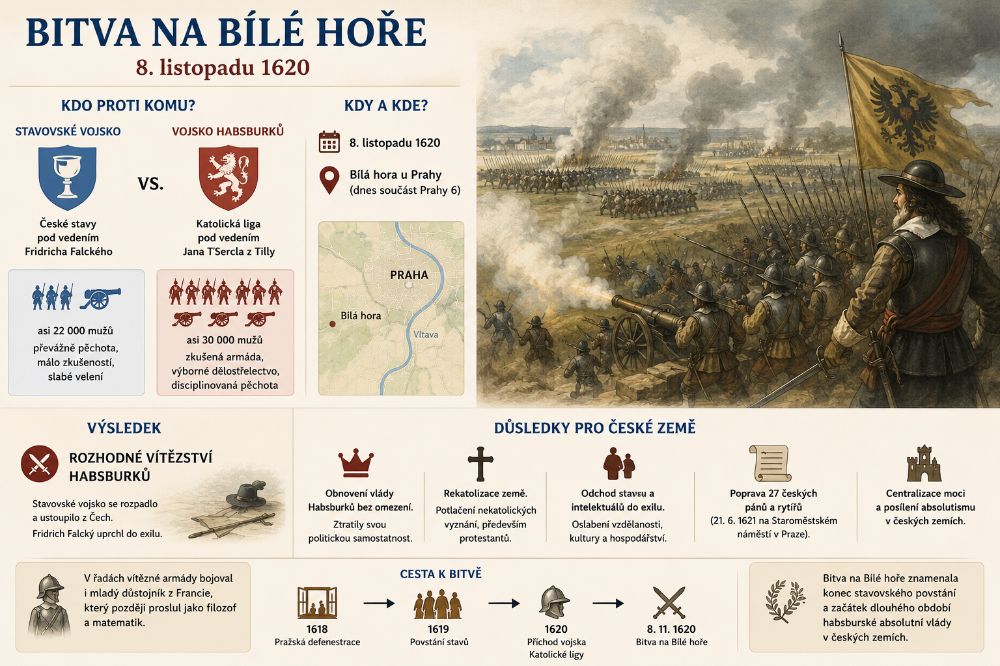 BITVA NA BÍLÉ HOŘE
8. listopadu 1620
KDO PROTI KOMU?
STAVOVSKÉ VOJSKO
VOJSKO HABSBURKŮ
VS.
České stavy
pod vedením
Fridricha Falckého
Katolická liga
pod vedením
Jana T'Sercla z Tilly
asi 22 000 mužů
převážně pěchota,
málo zkušeností,
slabé velení
asi 30 000 mužů
zkušená armáda,
výborné dělostřelectvo,
disciplinovaná pěchota
KDY A KDE?
8. listopadu 1620
Bílá hora u Prahy
(dnes součást Prahy 6)
PRAHA
Bílá hora
Vltava
VÝSLEDEK
ROZHODNÉ VÍTĚZSTVÍ
HABSBURKŮ
Stavovské vojsko se rozpadlo
a ustoupilo z Čech.
Fridrich Falcký uprchl do exilu.
DŮSLEDKY PRO ČESKÉ ZEMĚ
Obnovení vlády
Habsburků bez omezení.
Ztratily svou
politickou samostatnost.
Rekatolizace země.
Potlačení nekatolických
vyznání, především
protestantů.
Odchod a
intelektuálů do exilu.
Oslabení vzdělanosti,
kultury a hospodářství.
Poprava 27 českých
pánů a rytířů
(21. 6. 1621 na Staroměstském
náměstí v Praze).
Centralizace moci
a posílení absolutismu
v českých zemích.
V řadách vítězné armády bojoval
i mladý důstojník z Francie,
který později proslul jako filozof
a matematik.
CESTA K BITVĚ
1618
Pražská defenestrace
1619
Povstání stavů
1620
Příchod vojska
Katolické ligy
8. 11. 1620
Bitva na Bílé hoře
Bitva na Bílé hoře znamenala
konec stavovského povstání
a začátek dlouhého období
habsburské absolutní vlády
v českých zemích.